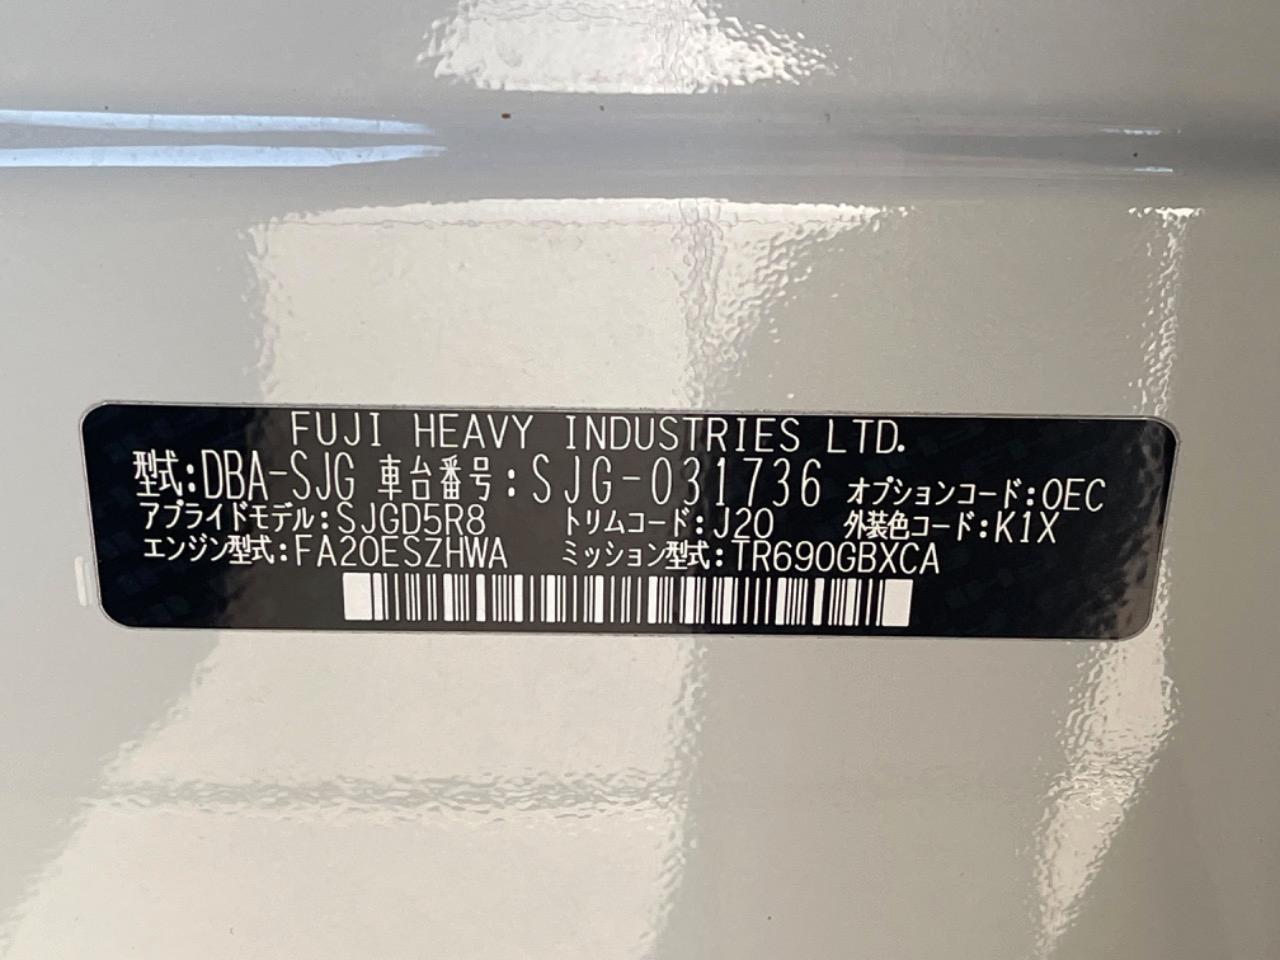 FUJI HEAVY INDUSTRIES LTD.
型式:DBA-SJG 車台番号:SJG-031736 オプションコード:OEC
アプライドモデル:SJGD5R8 トリムコード:J20 外装色コード:K1X
エンジン型式:FA20ESZHWA ミッション型式:TR690GBXCA